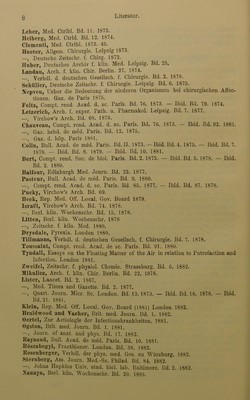 8 Literatur.
Leber, Med. Ctrlbl. Bd. 11. 1873.
Heiberg, Med. Ctrlbl. Bd. 12. 1874.
Clementi, Med. Ctrlbl. 1873. 45.
Hueter, Allgem. Chirurgie. Leipzig 1873.
—, Deutsche Zeitschr. f. Chirg. 1872.
Huber, Deutsches Archiv f. klin. Med. Leipzig. Bd. 25.
Landau, Arch. f. klin. Chir. Berlin. 27. 1874.
—, Verhdl. d. deutschen Gesellsch. f. Chirurgie. Bd. 2. 1879.
Schüller, Deutsche Zeitschr. f. Chirurgie. Leipzig. Bd. 6. 1875.
Nepveu, Ueber die Bedeutung der niederen Organismen bei chirurgischen Affec-
tionen. Gaz. de Paris 1875.
Feltz, Compt. rend. Acad. d. sc. Paris. Bd. 76. 1873. — Ibid. Bd. 79. 1874.
Letzerich, Arch. f. exper. Path. u. Pharmakol. Leipzig. Bd. 7. 1877.
—, Virchow's Arch. Bd. 68. 1876.
Chauveau, Compt. rend. Acad. d. sc. Paris. Bd. 76. 1873. — Ibid. Bd. 92. 1881.
—, Gaz. hebd. de méd. Paris. Bd. 12. 1875.
—, Gaz. d. hôp. Paris 1881.
Colin, Bull. Acad. de méd. Paris. Bd. II. 1873. — Ibid. Bd. 4. 1875. — Ibid. Bd. 7.
1878. — Ibid. Bd. 8. 1879. — Ibid. Bd. 10. 1881.
Bert, Compt. rend. Soc. de biol. Paris. Bd. 2. 1875. — Ibid. Bd. 5. 1878. — Ibid.
Bd. 2. 1880.
Balfour, Edinburgh Med. Journ. Bd. 23. 1877.
Pasteur, Bull. Acad. de méd. Paris. Bd. 9. 1880.
—, Compt. rend. Acad. d. sc. Paris. Bd. 85. 1877. — Ibid. Bd. 87. 1878.
Pucky, Virchow's Arch. Bd. 69.
Beck, Rep. Med. Off. Local. Gov. Board 1879.
Israël, Virchow's Arch. Bd. 74. 1878.
—, Berl. klin. Wochenschr. Bd. 15, 1878.
Litten, Berl. klin. Wochenschr. 1878.
—, Zeitschr. f. klin. Med. 1880.
Drysdale, Pyrexia. London 1880.
Tillmanns, Verhdl. d. deutschen Gesellsch. f. Chirurgie. Bd. 7. 1878.
Toussaint, Compt. rend. Acad. de sc. Paris. Bd. 91. 1880.
Tyndall, Essays on the Floating Matter of the Air in relation to Putrefaction and
Infection. London 1881.
Zweifel, Zeitschr. f. physiol. Chemie. Strassburg. Bd. 6. 1882.
Mikulicz, Arch. f. klin. Chir. Berlin. Bd. 22. 1878.
Lister, Lancet. Bd. 2. 1881.
—, Med. Times and Gazette. Bd. 2. 1877.
—, Quart. Journ. Micr. Sc. London. Bd. 13. 1873. — Ibid. Bd. 18. 1878. — Ibid.
Bd. 21. 1881.
Klein, Rep. Med. Off. Local. Gov. Board (1881) London. 1882.
Braidwood and Vacher, Brit. med. Journ. Bd. 1. 1882.
Oertel, Zur Aetiologie der Infectionskrankheiten. 1881.
Ogston, Brit. med. Journ. Bd. 1. 1881.
—, Journ. of anat. and phys. Bd. 17. 1882.
Raynaud, Bull. Acad. de méd. Paris. Bd. 10. 1881.
Rószahegyi, Fruskbeszr. London. Bd. 26. 1882.
Rosenberger, Verhdl. der phys. med. Ges. zu Würzburg. 1882.
Sternberg, Am. Journ. Med.-Sc. Philad. Bd. 84. 1882.
—, Johns Hopkins Univ. stud. biol. lab. Baltimore. Bd. 2. 1882.
Naunyn, Berl. klin. Wochenschr. Bd. 20. 1883.